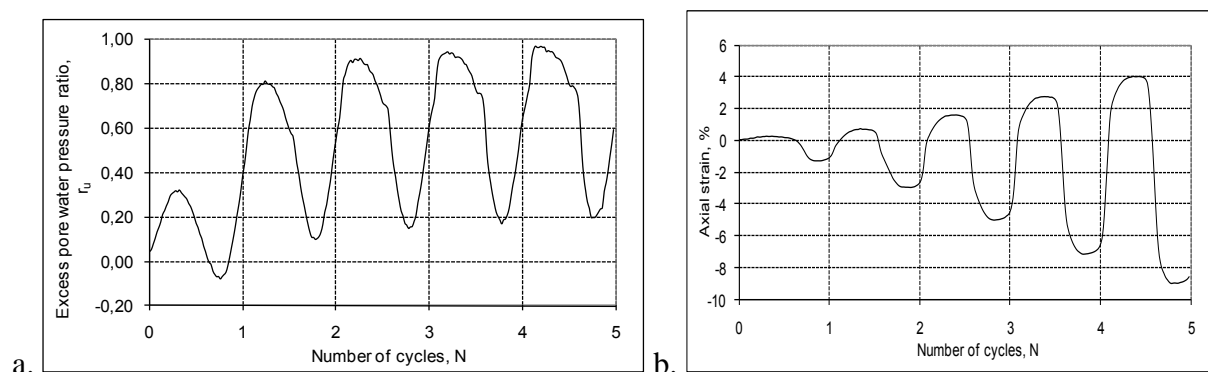 1,00
0,80
0,60
0,40
0,20
0,00
-0,20
Excess pore water pressure ratio,
rᵤ
0 1 2 3 4 5
Number of cycles, N
a.
6
4
2
0
-2
-4
-6
-8
-10
Axial strain, %
0 1 2 3 4 5
Number of cycles, N
b.